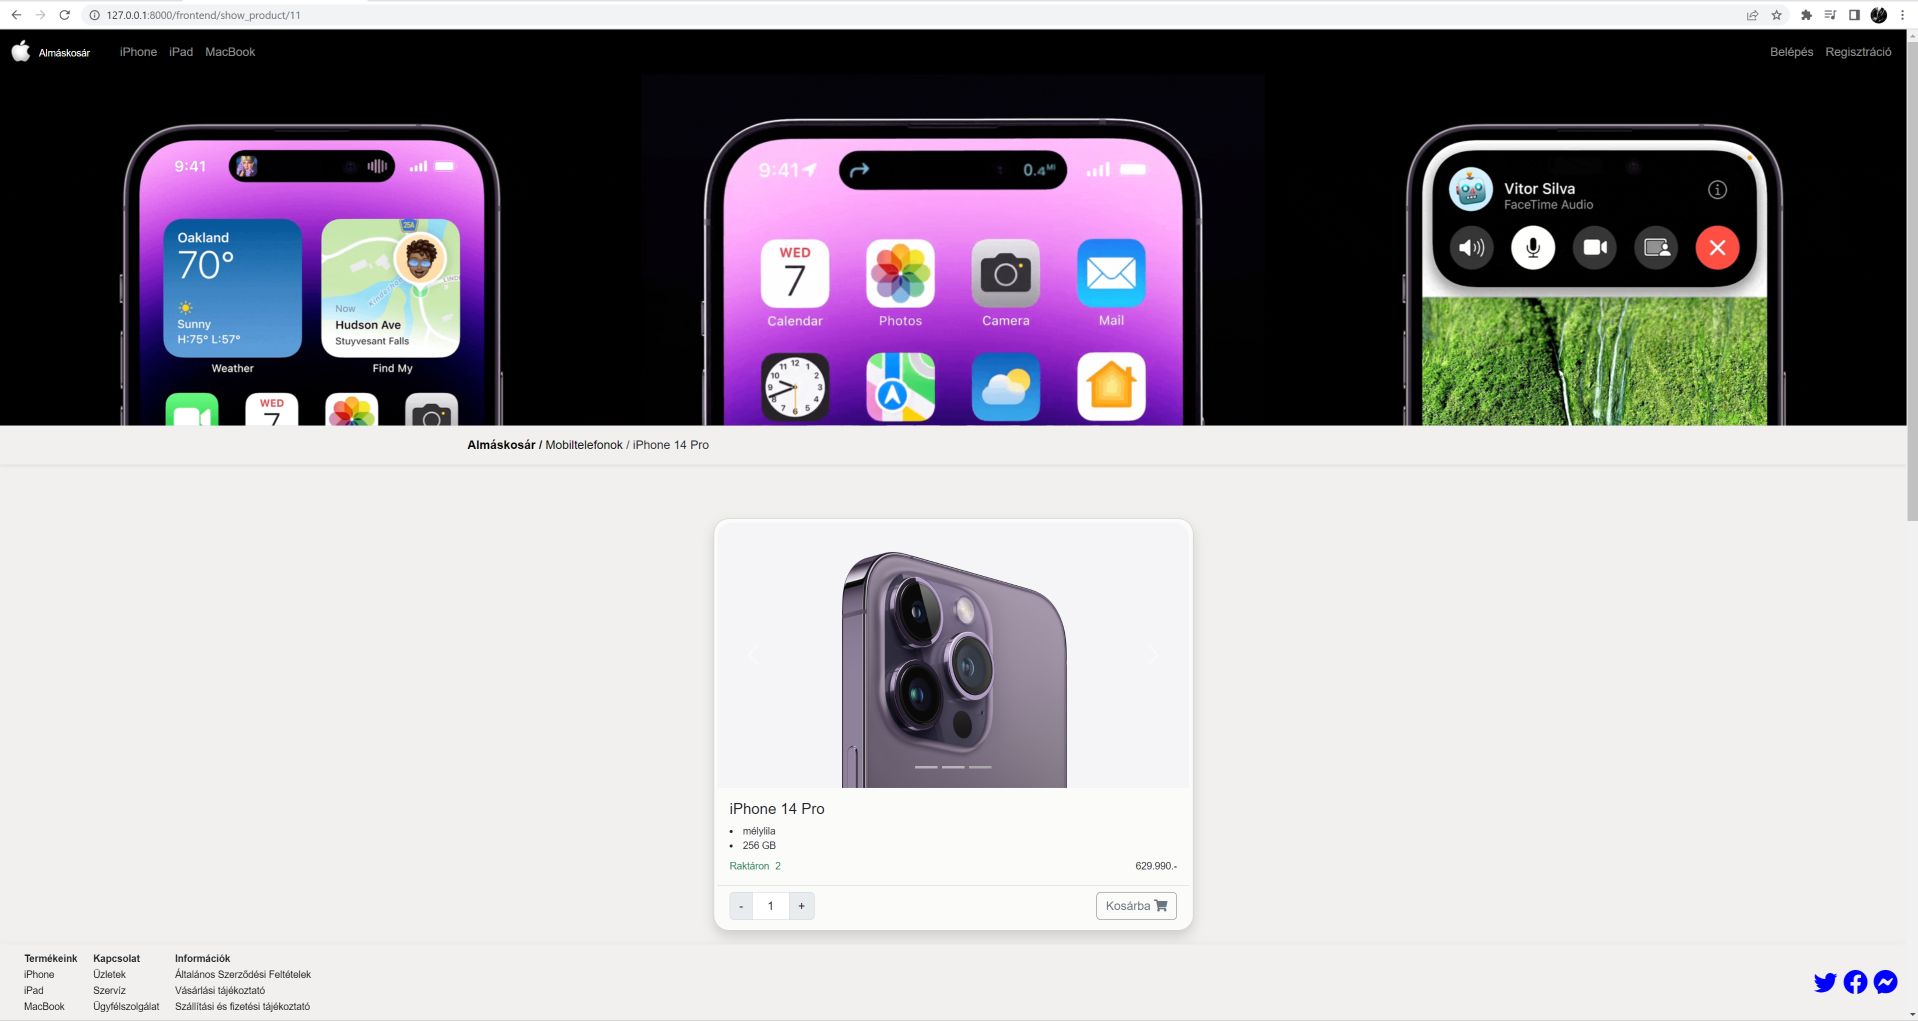 127.0.0.1:8000/frontend/show_product/11
Almáskosár iPhone iPad MacBook Belépés Regisztráció
9:41
Oakland
70°
Sunny
H:75° L:57°
Weather
25A
Now
Hudson Ave
Stuyvesant Falls
Find My
WED
7
9:41 0.4 MI
WED
7
Calendar
Photos
Camera
Mail
Vitor Silva
FaceTime Audio
Almáskosár / Mobiltelefonok / iPhone 14 Pro
iPhone 14 Pro
• mélylila
• 256 GB
Raktáron 2 629.990.-
- 1 + Kosárba
Termékeink Kapcsolat Információk
iPhone Üzletek Általános Szerződési Feltételek
iPad Szervíz Vásárlási tájékoztató
MacBook Ügyfélszolgálat Szállítási és fizetési tájékoztató